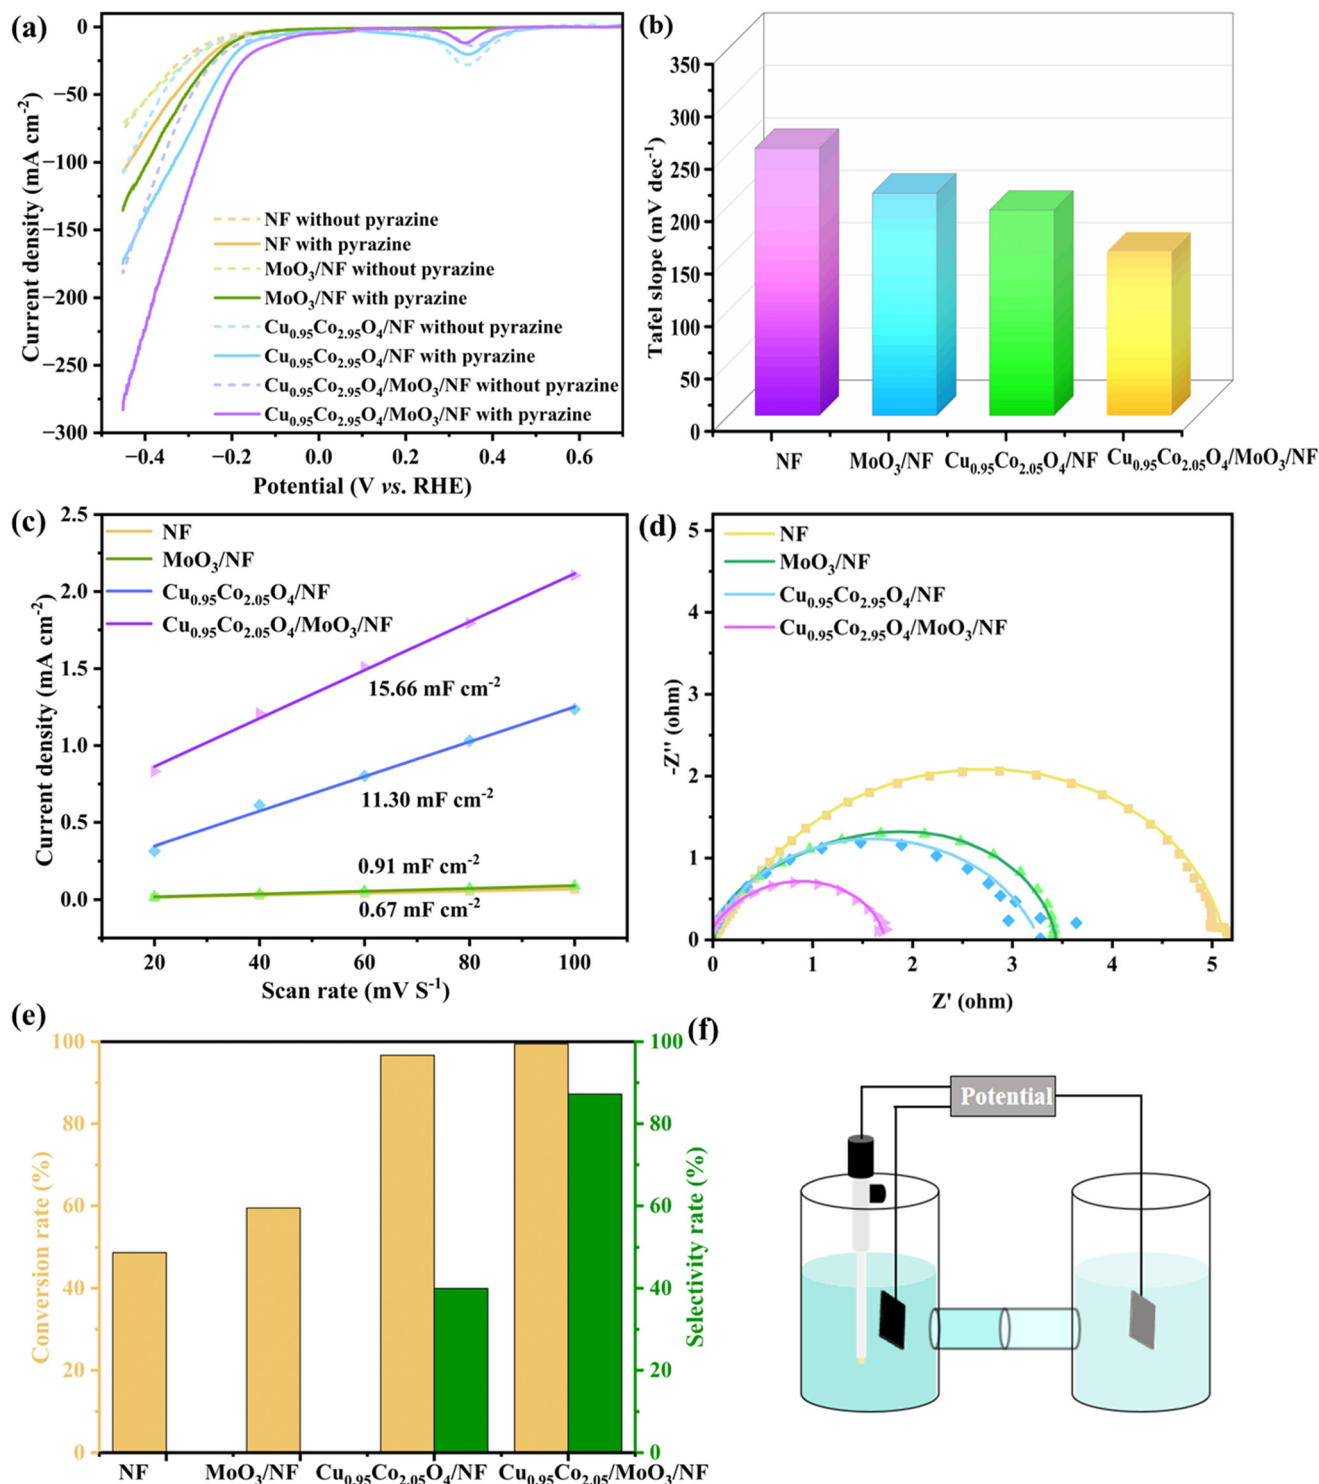 (a)
0
−50
−100
−150
−200
−250
−300
Current density (mA cm⁻²)
NF without pyrazine
NF with pyrazine
MoO₃/NF without pyrazine
MoO₃/NF with pyrazine
Cu₀.₉₅Co₂.₉₅O₄/NF without pyrazine
Cu₀.₉₅Co₂.₉₅O₄/NF with pyrazine
Cu₀.₉₅Co₂.₉₅O₄/MoO₃/NF without pyrazine
Cu₀.₉₅Co₂.₉₅O₄/MoO₃/NF with pyrazine
−0.4 −0.2 0.0 0.2 0.4 0.6
Potential (V vs. RHE)
(b)
350
300
250
200
150
100
50
0
Tafel slope (mV dec⁻¹)
NF MoO₃/NF Cu₀.₉₅Co₂.₀₅O₄/NF Cu₀.₉₅Co₂.₀₅O₄/MoO₃/NF
(c)
2.5
2.0
1.5
1.0
0.5
0.0
Current density (mA cm⁻²)
NF
MoO₃/NF
Cu₀.₉₅Co₂.₀₅O₄/NF
Cu₀.₉₅Co₂.₀₅O₄/MoO₃/NF
15.66 mF cm⁻²
11.30 mF cm⁻²
0.91 mF cm⁻²
0.67 mF cm⁻²
20 40 60 80 100
Scan rate (mV S⁻¹)
(d)
5
4
3
2
1
0
-Z'' (ohm)
NF
MoO₃/NF
Cu₀.₉₅Co₂.₉₅O₄/NF
Cu₀.₉₅Co₂.₉₅O₄/MoO₃/NF
0 1 2 3 4 5
Z' (ohm)
(e)
100
80
60
40
20
0
Conversion rate (%)
100
80
60
40
20
0
Selectivity rate (%)
NF MoO₃/NF Cu₀.₉₅Co₂.₀₅O₄/NF Cu₀.₉₅Co₂.₀₅/MoO₃/NF
(f)
Potential